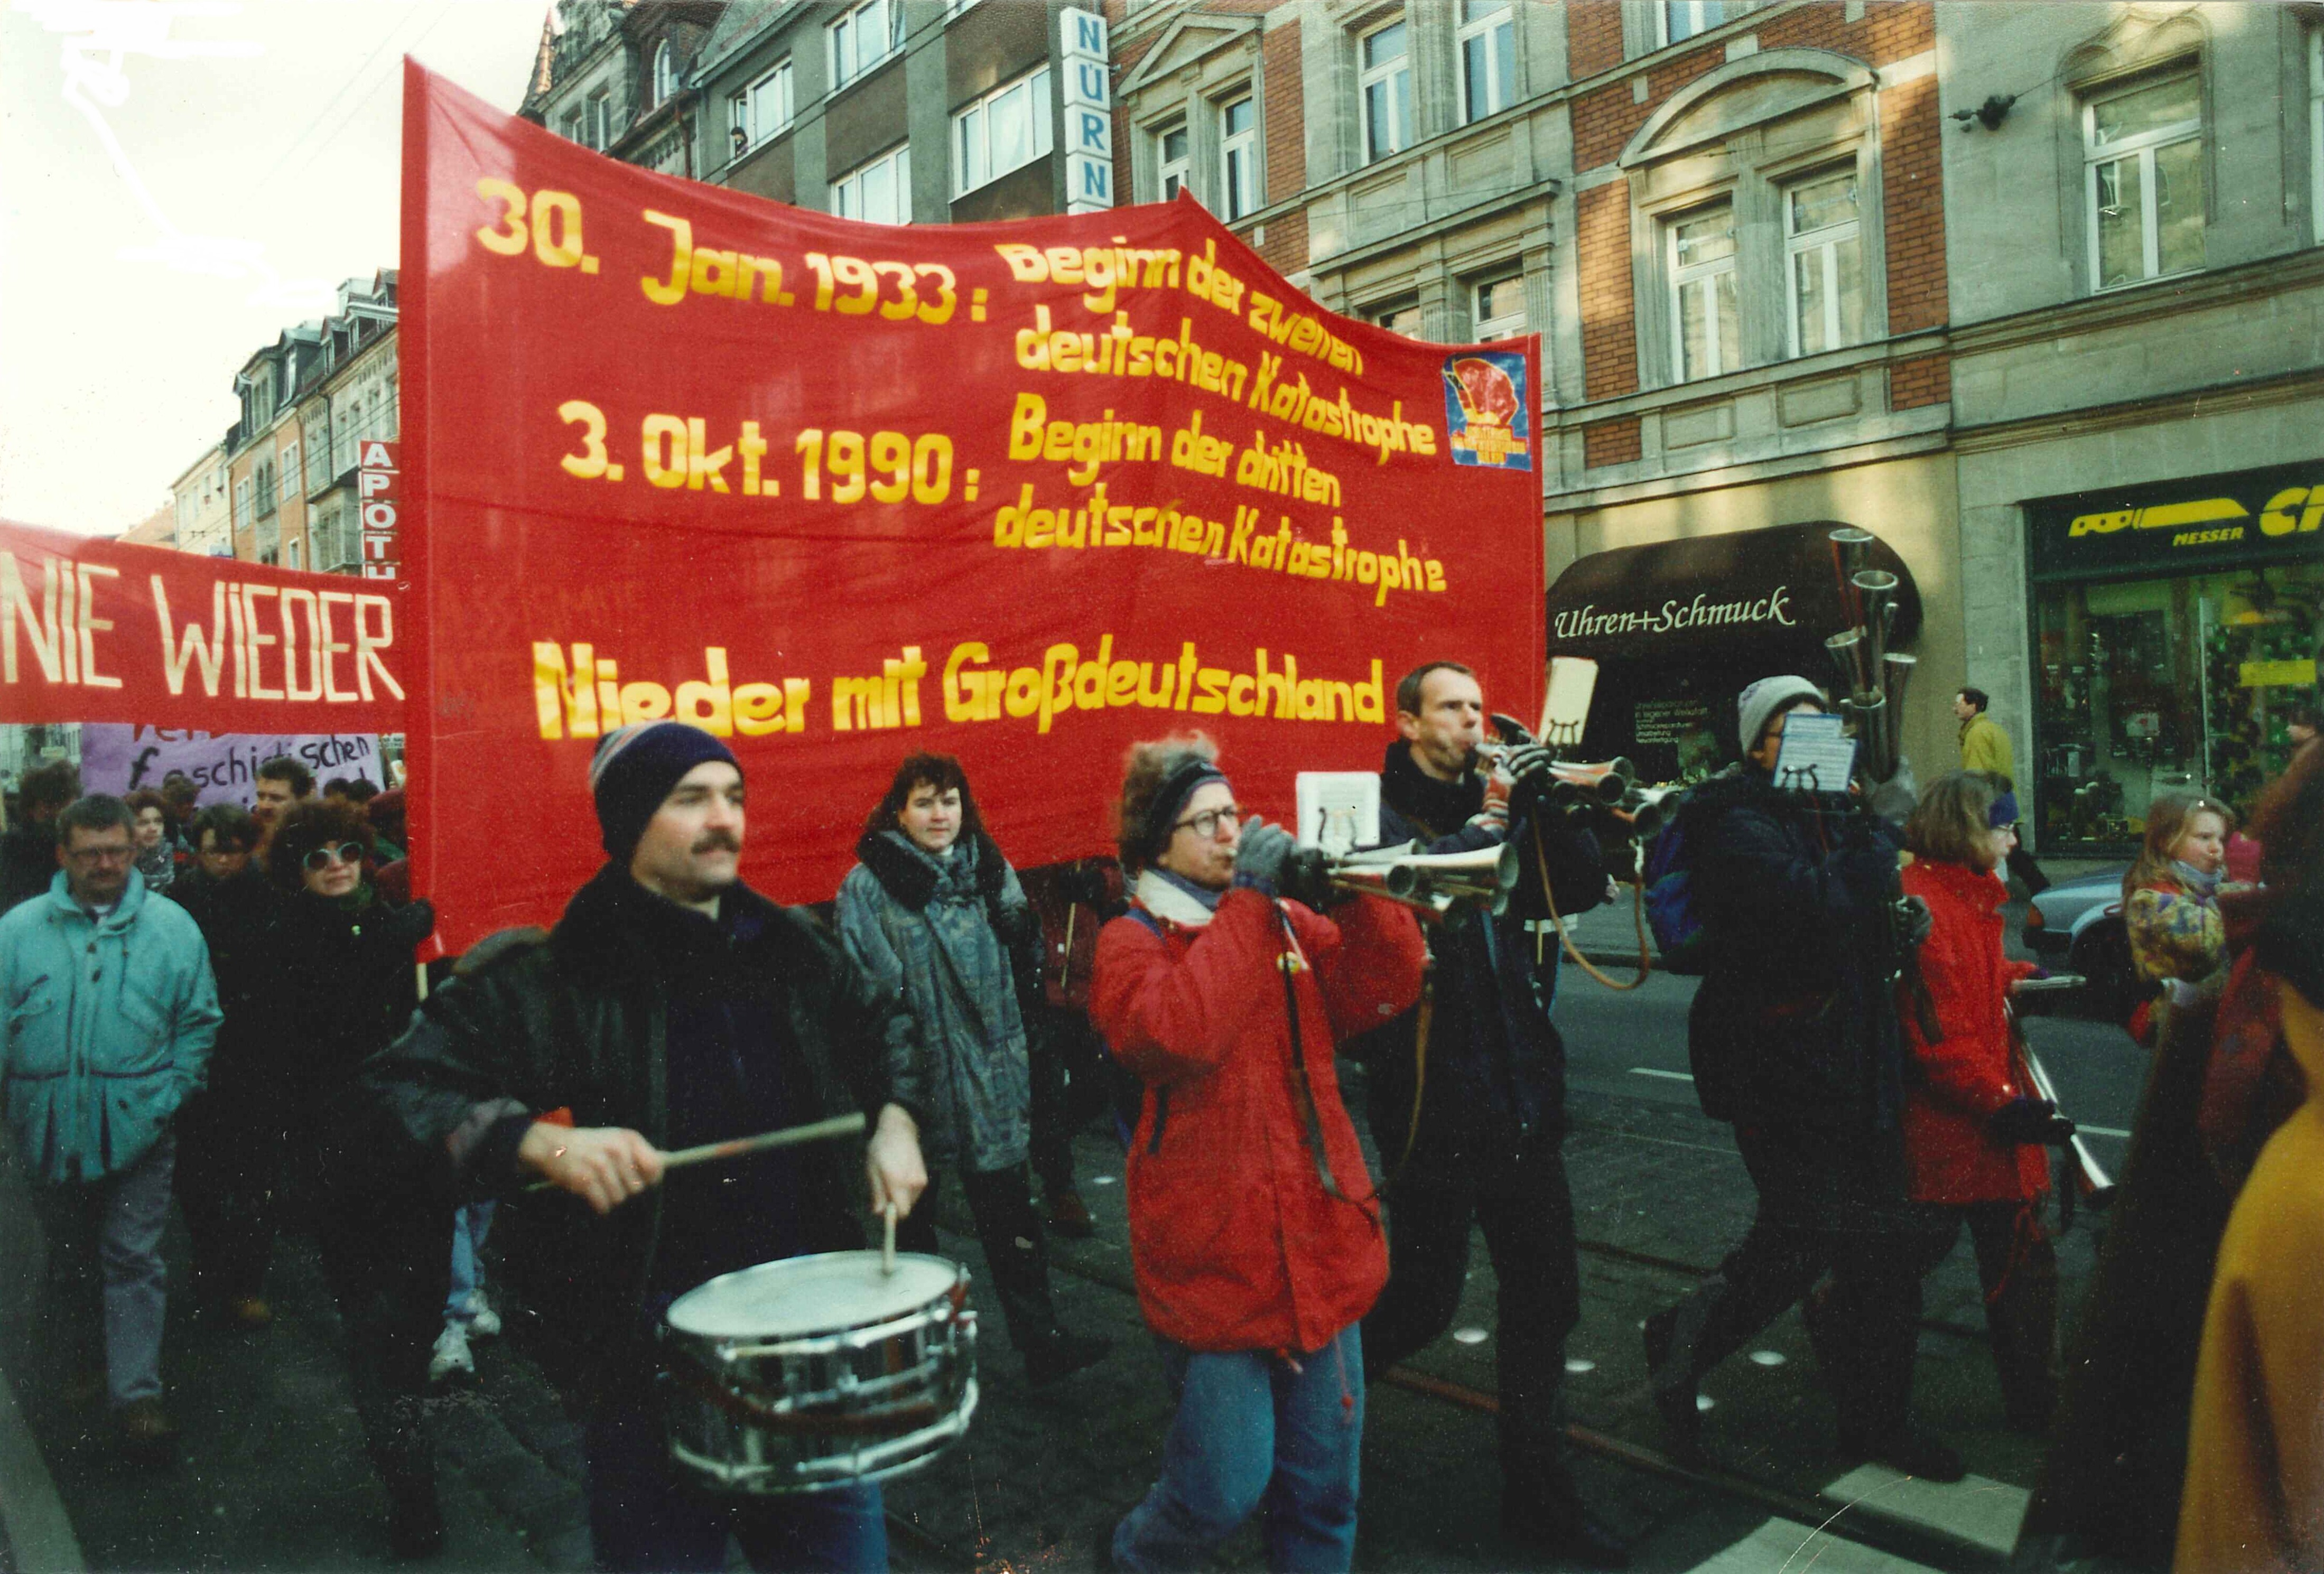 NÜRN
30. Jan. 1933: Beginn der zweiten
deutschen Katastrophe
3. Okt. 1990: Beginn der dritten
deutschen Katastrophe
Nieder mit Großdeutschland
APOTH
NIE WIEDER
faschistischen
Uhren+Schmuck
MESSER